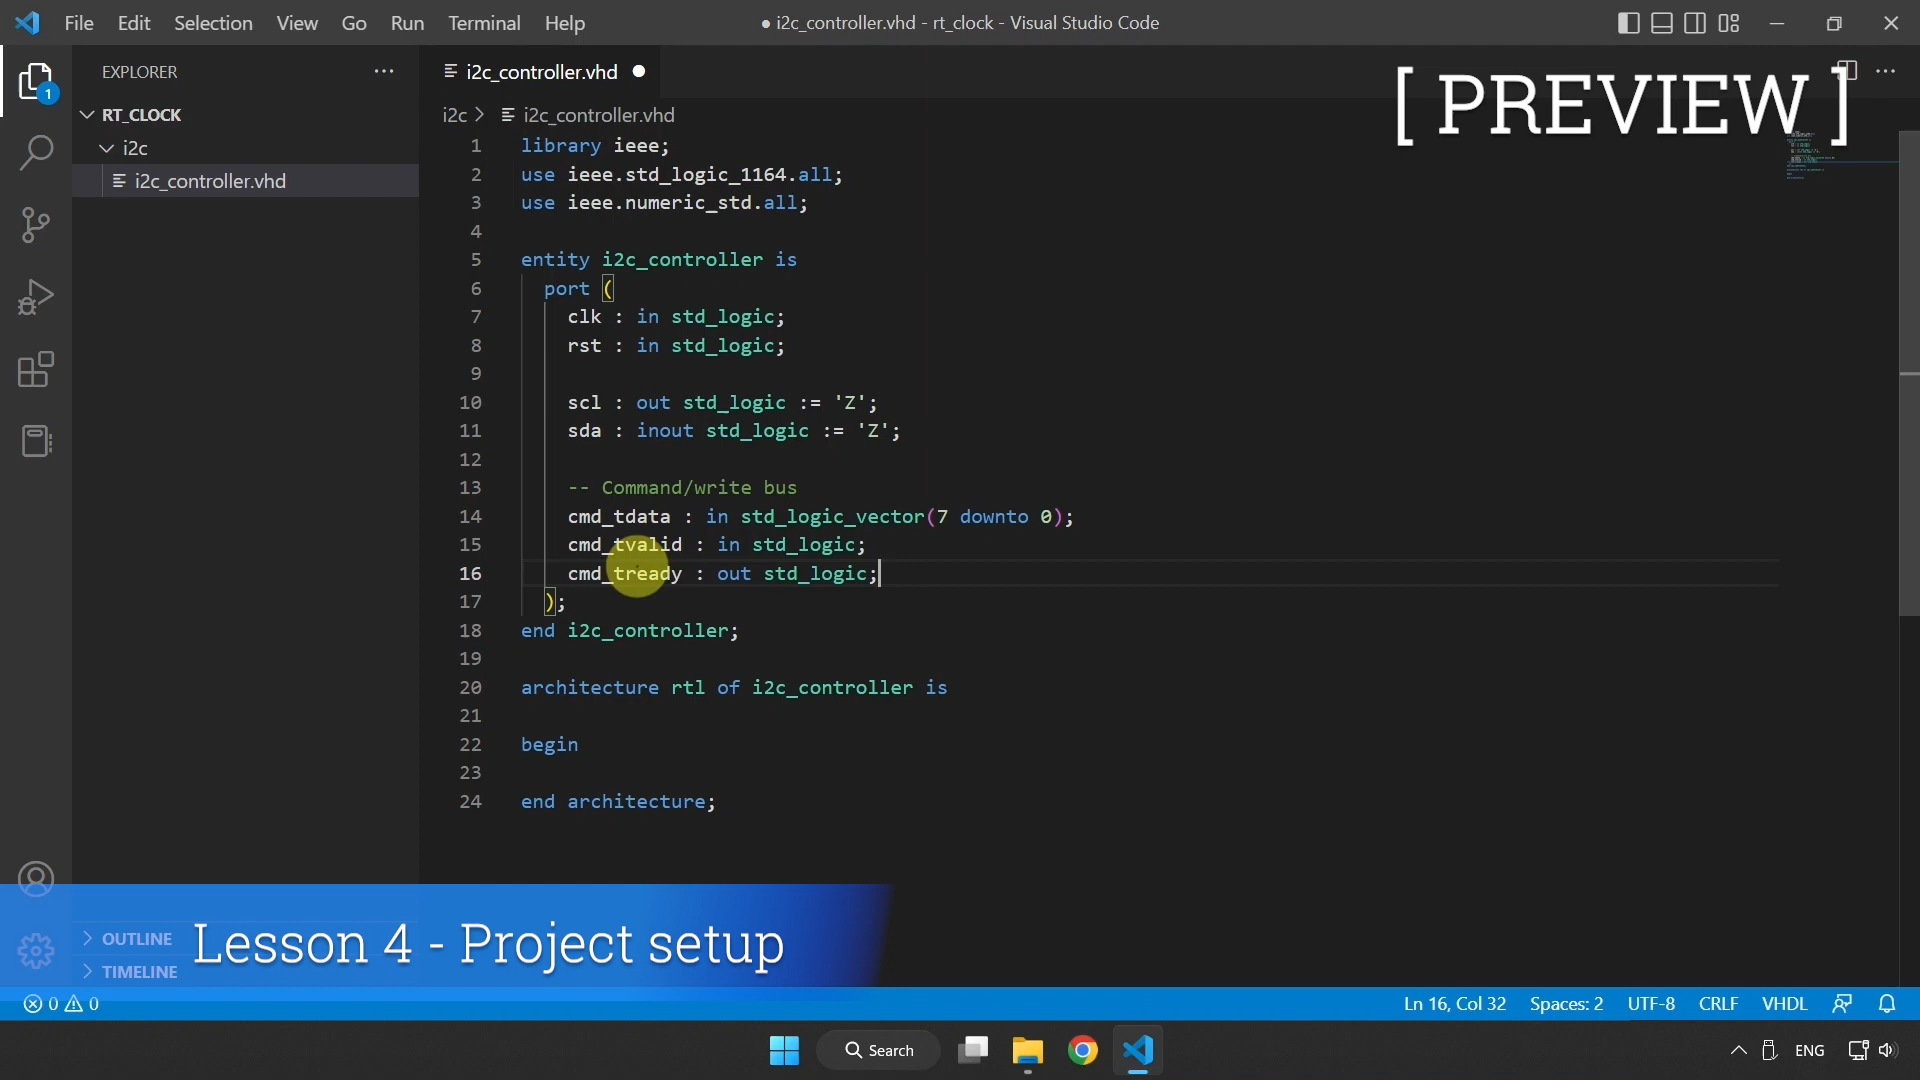 File Edit Selection View Go Run Terminal Help
● i2c_controller.vhd - rt_clock - Visual Studio Code
EXPLORER
i2c_controller.vhd
[ PREVIEW ]
1
RT_CLOCK
i2c
i2c_controller.vhd
i2c > i2c_controller.vhd
1 library ieee;
2 use ieee.std_logic_1164.all;
3 use ieee.numeric_std.all;
4
5 entity i2c_controller is
6 port (
7 clk : in std_logic;
8 rst : in std_logic;
9
10 scl : out std_logic := 'Z';
11 sda : inout std_logic := 'Z';
12
13 -- Command/write bus
14 cmd_tdata : in std_logic_vector(7 downto 0);
15 cmd_tvalid : in std_logic;
16 cmd_tready : out std_logic;
17 );
18 end i2c_controller;
19
20 architecture rtl of i2c_controller is
21
22 begin
23
24 end architecture;
OUTLINE
TIMELINE
Lesson 4 - Project setup
0 0
Ln 16, Col 32 Spaces: 2 UTF-8 CRLF VHDL
Search
ENG